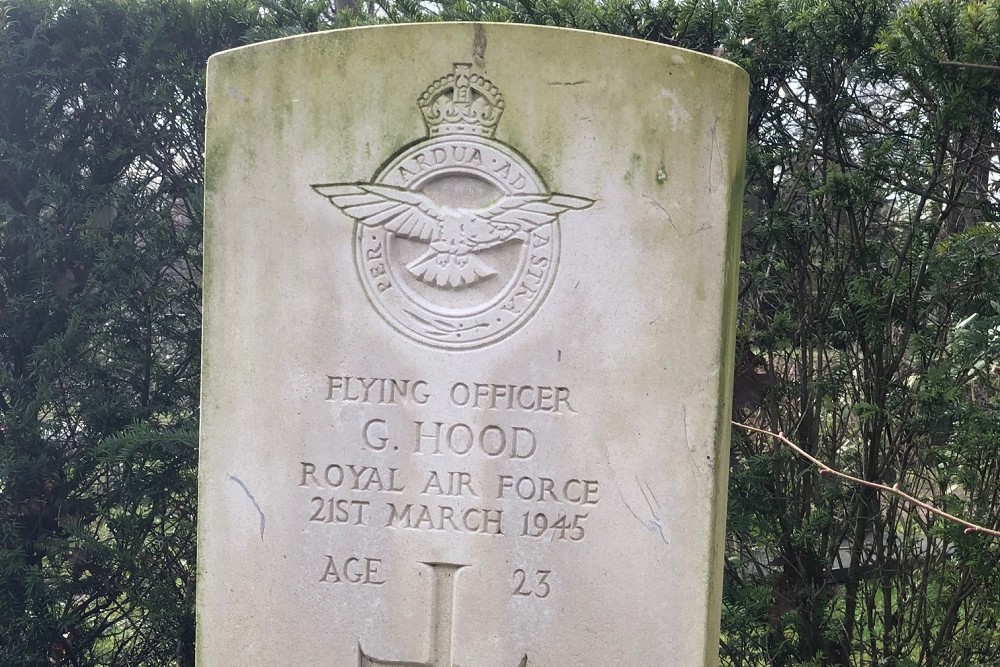 PER · ARDUA · AD ASTRA
FLYING OFFICER
G. HOOD
ROYAL AIR FORCE
21ST MARCH 1945
AGE 23